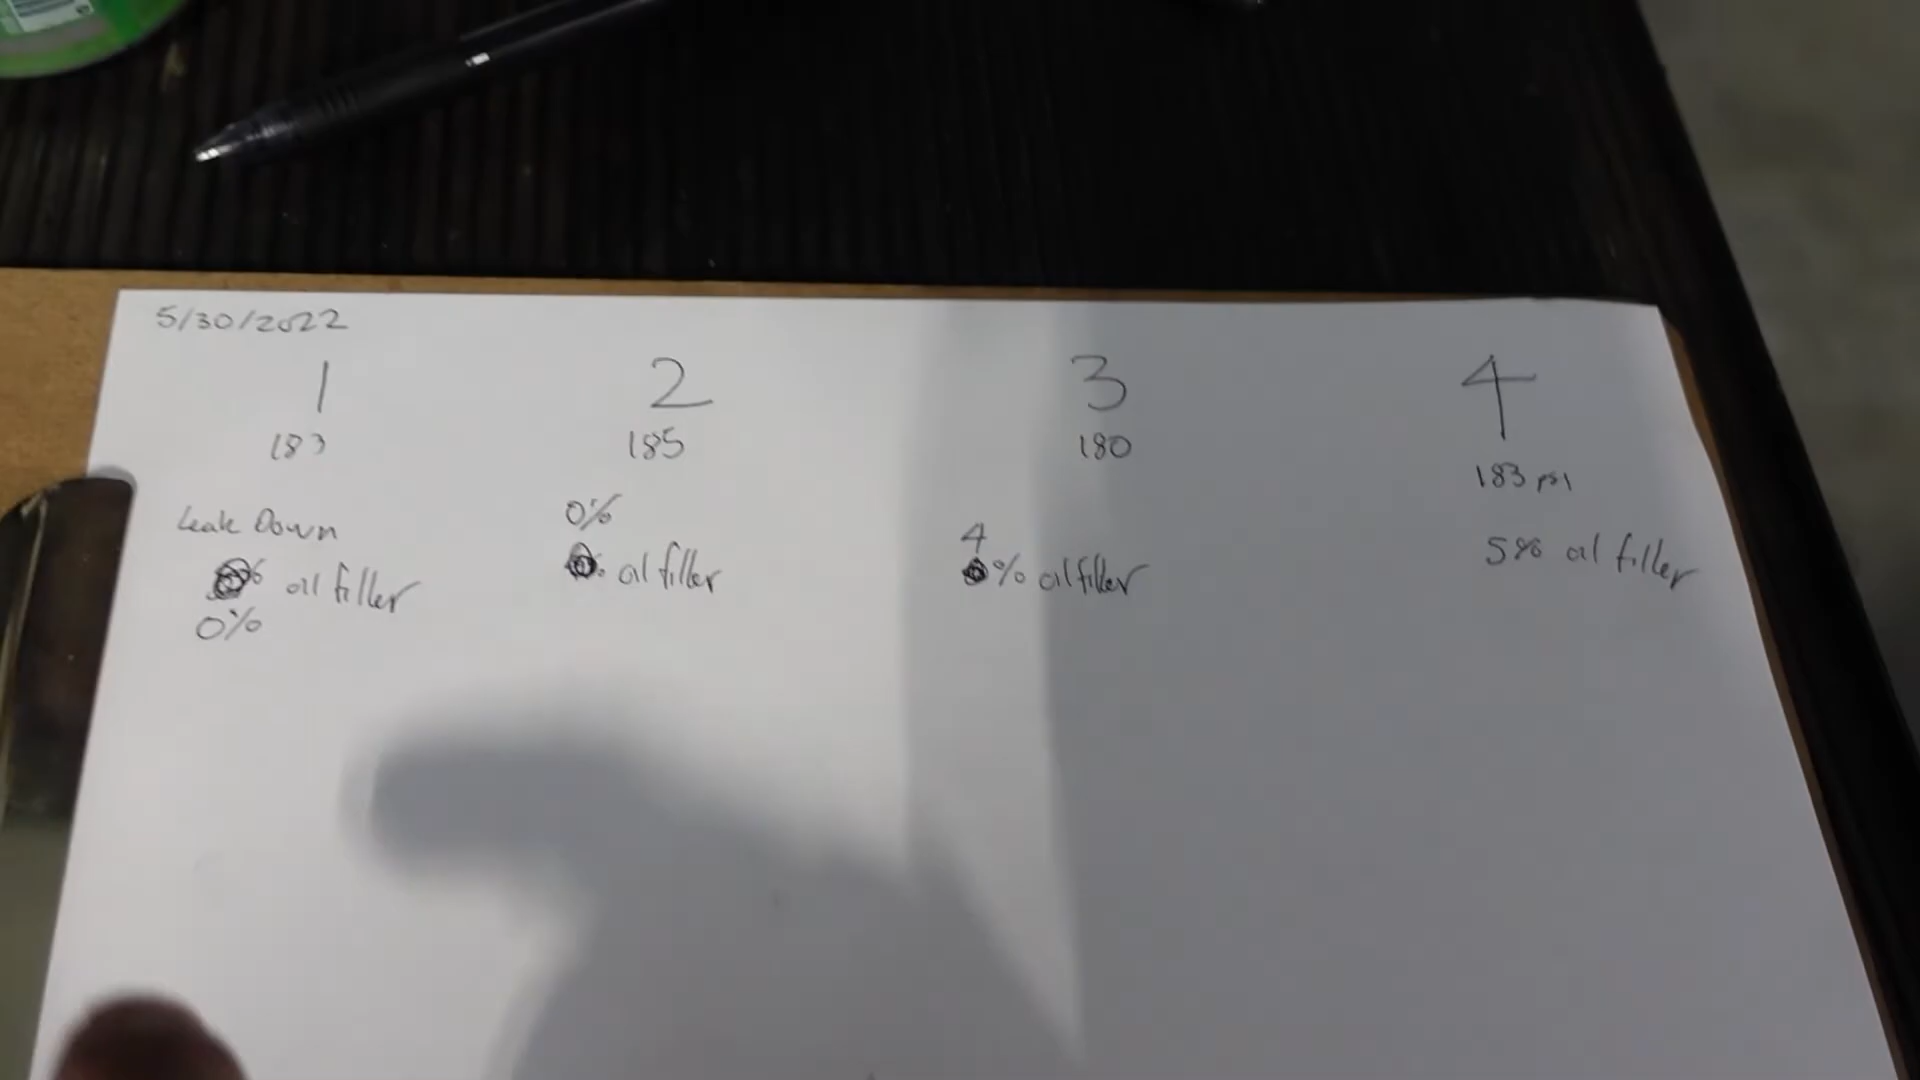 5/30/2022
1 2 3 4
183 185 180 183 psi
Leak Down 0% 4 5% oil filler
% oil filler oil filler % oil filler
0%